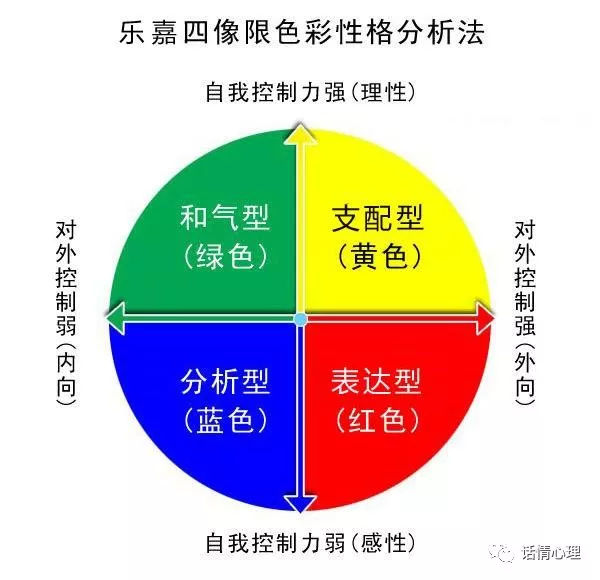 乐嘉四像限色彩性格分析法
自我控制力强(理性)
和气型
(绿色)
支配型
(黄色)
对外控制弱(内向)
对外控制强(外向)
分析型
(蓝色)
表达型
(红色)
自我控制力弱(感性)
话情心理